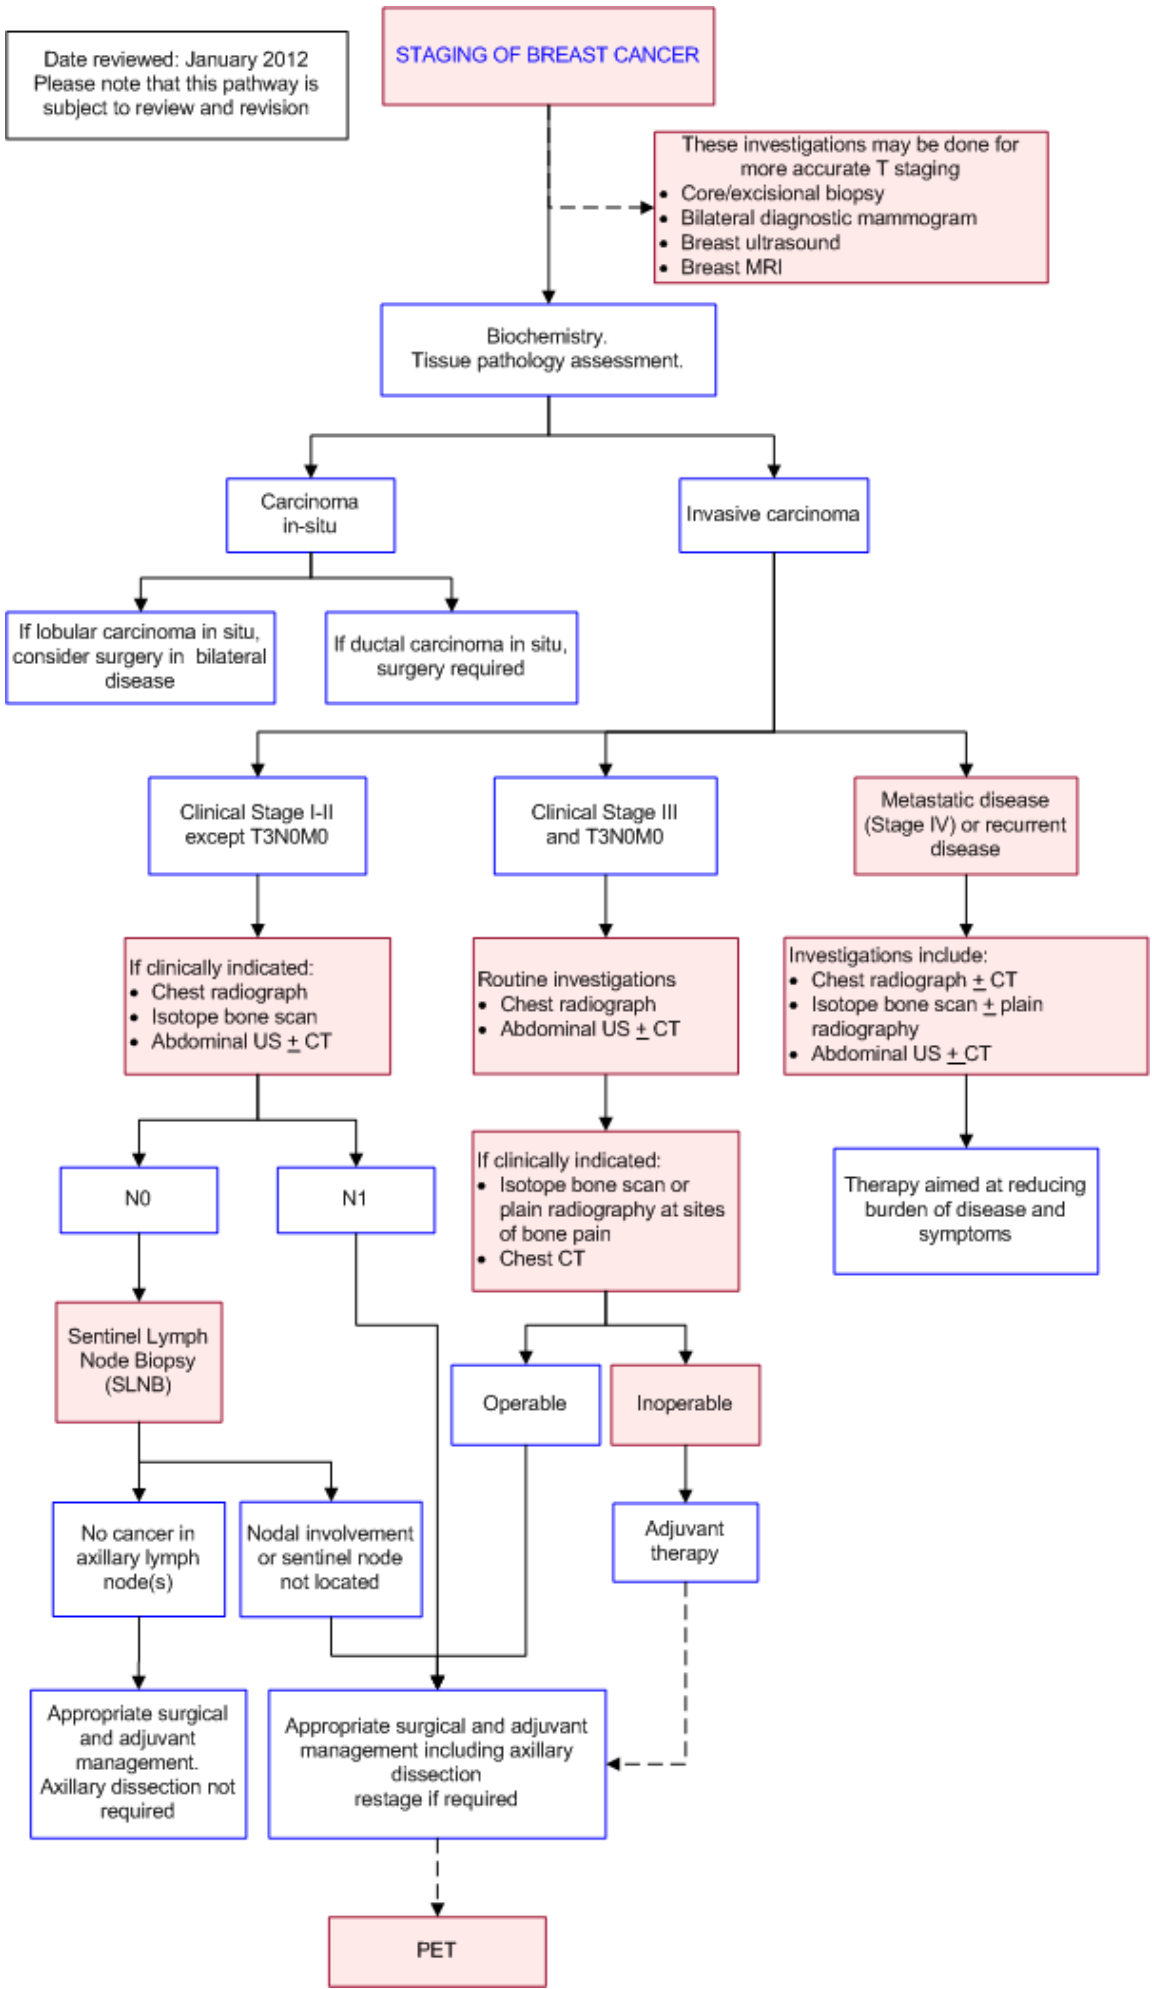 Date reviewed: January 2012
Please note that this pathway is
subject to review and revision
STAGING OF BREAST CANCER
These investigations may be done for
more accurate T staging
• Core/excisional biopsy
• Bilateral diagnostic mammogram
• Breast ultrasound
• Breast MRI
Biochemistry.
Tissue pathology assessment.
Carcinoma
in-situ
Invasive carcinoma
If lobular carcinoma in situ,
consider surgery in bilateral
disease
If ductal carcinoma in situ,
surgery required
Clinical Stage I-II
except T3N0M0
Clinical Stage III
and T3N0M0
Metastatic disease
(Stage IV) or recurrent
disease
If clinically indicated:
• Chest radiograph
• Isotope bone scan
• Abdominal US ± CT
Routine investigations
• Chest radiograph
• Abdominal US ± CT
Investigations include:
• Chest radiograph ± CT
• Isotope bone scan ± plain
radiography
• Abdominal US ± CT
N0
N1
If clinically indicated:
• Isotope bone scan or
plain radiography at sites
of bone pain
• Chest CT
Therapy aimed at reducing
burden of disease and
symptoms
Sentinel Lymph
Node Biopsy
(SLNB)
Operable
Inoperable
No cancer in
axillary lymph
node(s)
Nodal involvement
or sentinel node
not located
Adjuvant
therapy
Appropriate surgical
and adjuvant
management.
Axillary dissection not
required
Appropriate surgical and adjuvant
management including axillary
dissection
restage if required
PET